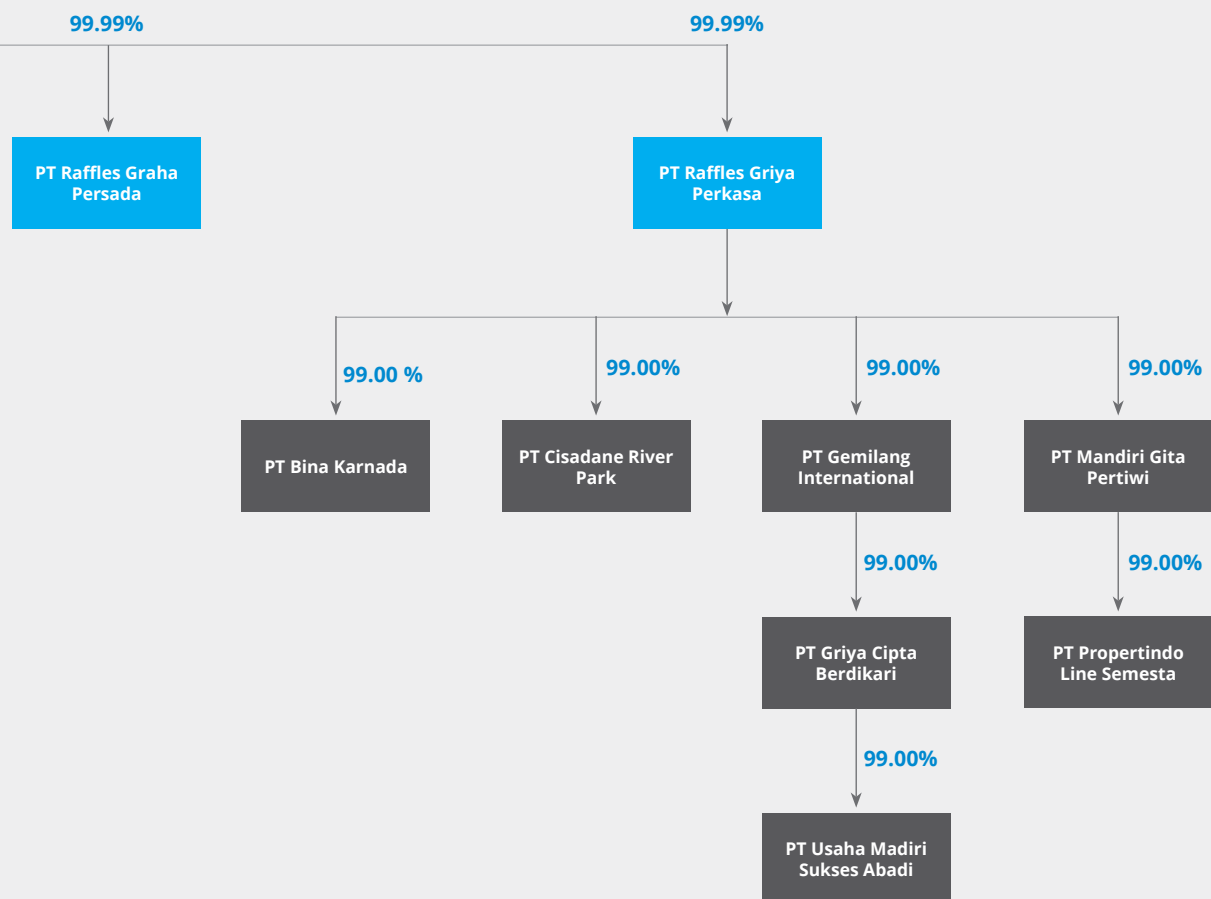 99.99%
99.99%
PT Raffles Graha
Persada
PT Raffles Griya
Perkasa
99.00 %
99.00%
99.00%
99.00%
PT Bina Karnada
PT Cisadane River
Park
PT Gemilang
International
PT Mandiri Gita
Pertiwi
99.00%
99.00%
PT Griya Cipta
Berdikari
PT Propertindo
Line Semesta
99.00%
PT Usaha Madiri
Sukses Abadi